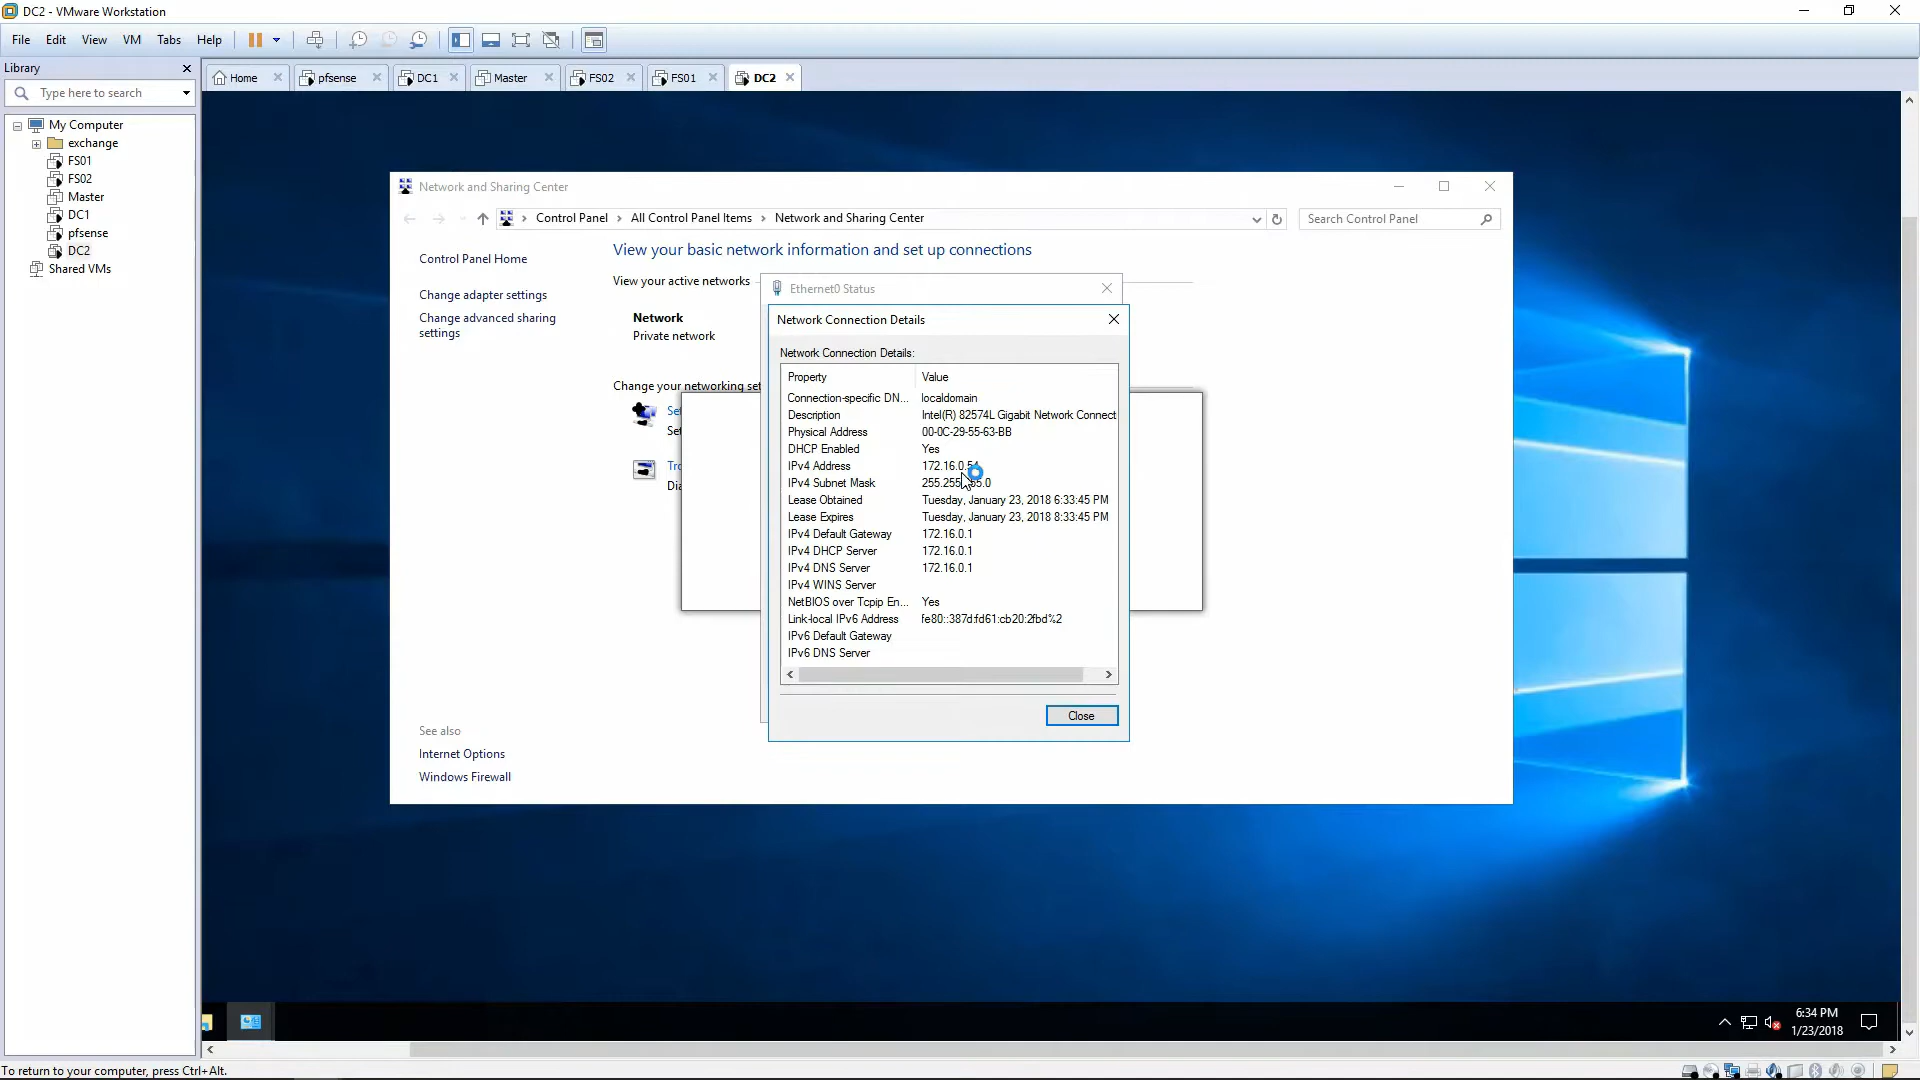 DC2 - VMware Workstation
File Edit View VM Tabs Help
Library
Type here to search
My Computer
exchange
FS01
FS02
Master
DC1
pfsense
DC2
Shared VMs
Home pfsense DC1 Master FS02 FS01 DC2
Network and Sharing Center
Control Panel > All Control Panel Items > Network and Sharing Center
Search Control Panel
Control Panel Home
Change adapter settings
Change advanced sharing
settings
View your basic network information and set up connections
View your active networks
Network
Private network
Change your networking set
Set
Set
Tro
Dia
Ethernet0 Status
Network Connection Details
Network Connection Details:
Property Value
Connection-specific DN... localdomain
Description Intel(R) 82574L Gigabit Network Connect
Physical Address 00-0C-29-55-63-BB
DHCP Enabled Yes
IPv4 Address
IPv4 Subnet Mask
Lease Obtained Tuesday, January 23, 2018 6:33:45 PM
Lease Expires Tuesday, January 23, 2018 8:33:45 PM
IPv4 Default Gateway 172.16.0.1
IPv4 DHCP Server 172.16.0.1
IPv4 DNS Server 172.16.0.1
IPv4 WINS Server
NetBIOS over Tcpip En... Yes
Link-local IPv6 Address fe80::387d:fd61:cb20:2fbd%2
IPv6 Default Gateway
IPv6 DNS Server
Close
See also
Internet Options
Windows Firewall
6:34 PM
1/23/2018
To return to your computer, press Ctrl+Alt.